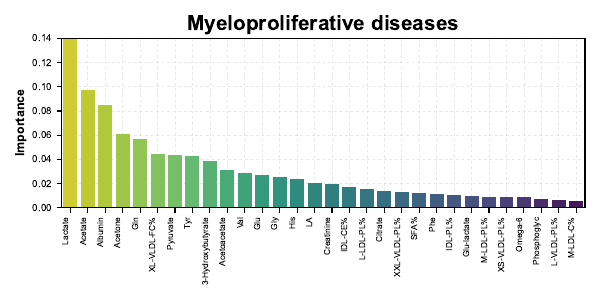 Myeloproliferative diseases
Importance
0.14
0.12
0.10
0.08
0.06
0.04
0.02
0.00
Lactate
Acetate
Albumin
Acetone
Gln
XL-VLDL-FC%
Pyruvate
Tyr
3-Hydroxybutyrate
Acetoacetate
Val
Glu
Gly
His
LA
Creatinine
IDL-CE%
L-LDL-PL%
Citrate
XXL-VLDL-PL%
SFA%
Phe
IDL-PL%
Glu-lactate
M-LDL-PL%
XS-VLDL-PL%
Omega-6
Phosphoglyc
L-VLDL-PL%
M-LDL-C%